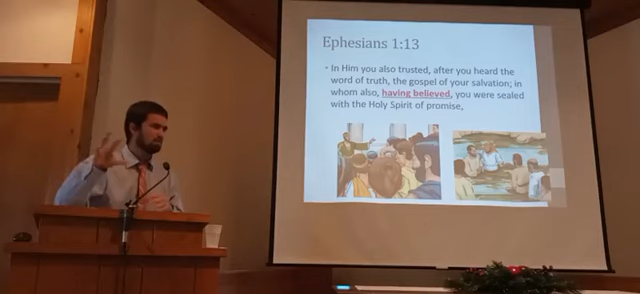 Ephesians 1:13
• In Him you also trusted, after you heard the
word of truth, the gospel of your salvation; in
whom also, having believed, you were sealed
with the Holy Spirit of promise,